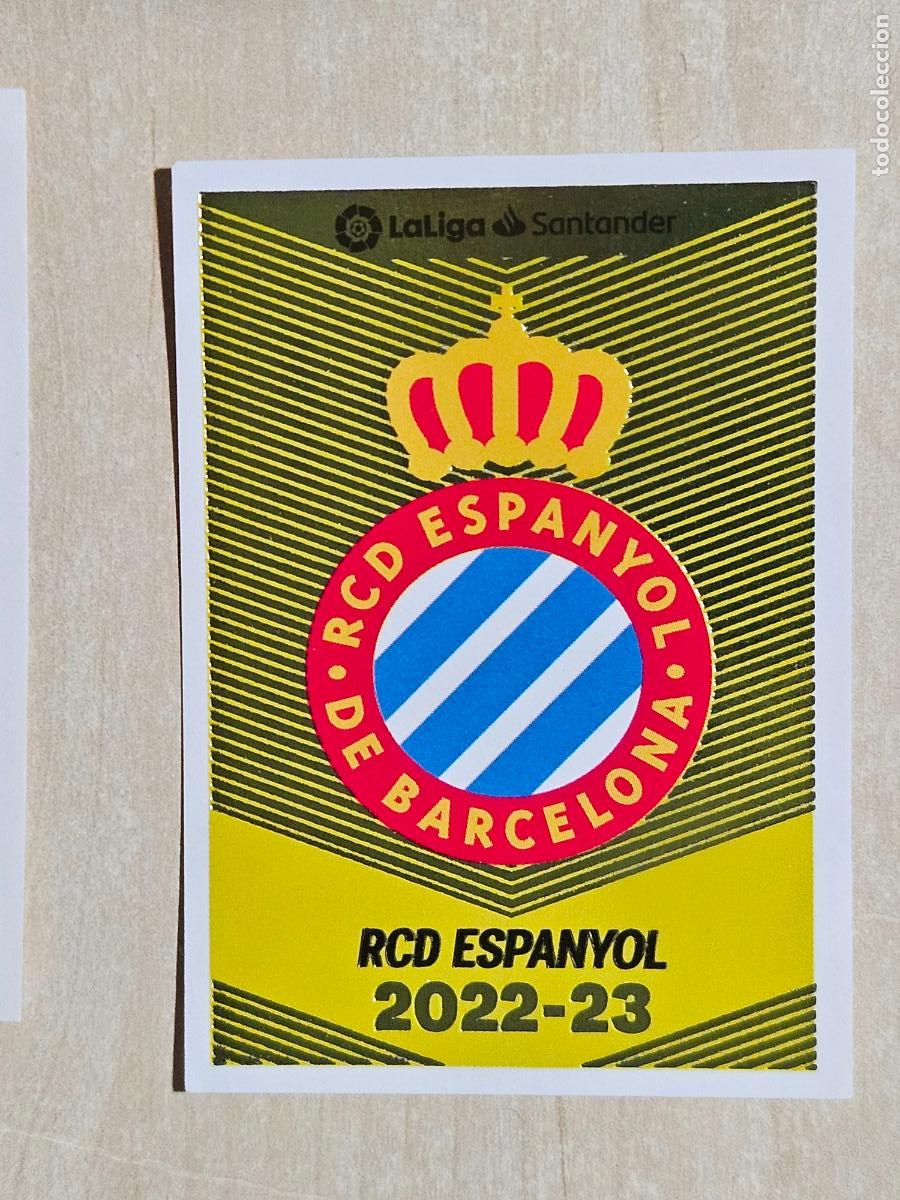 LaLiga Santander
RCD ESPANYOL
DE BARCELONA
RCD ESPANYOL
2022-23
todocoleccion